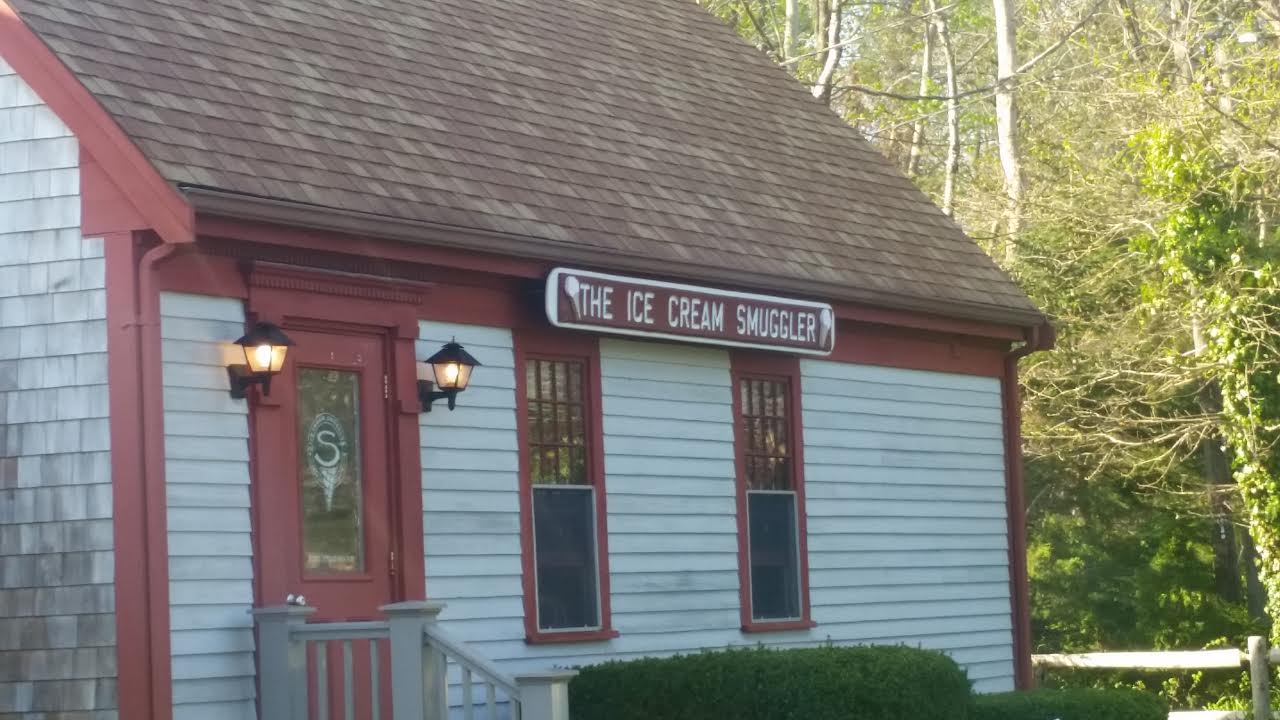 THE ICE CREAM SMUGGLER
S